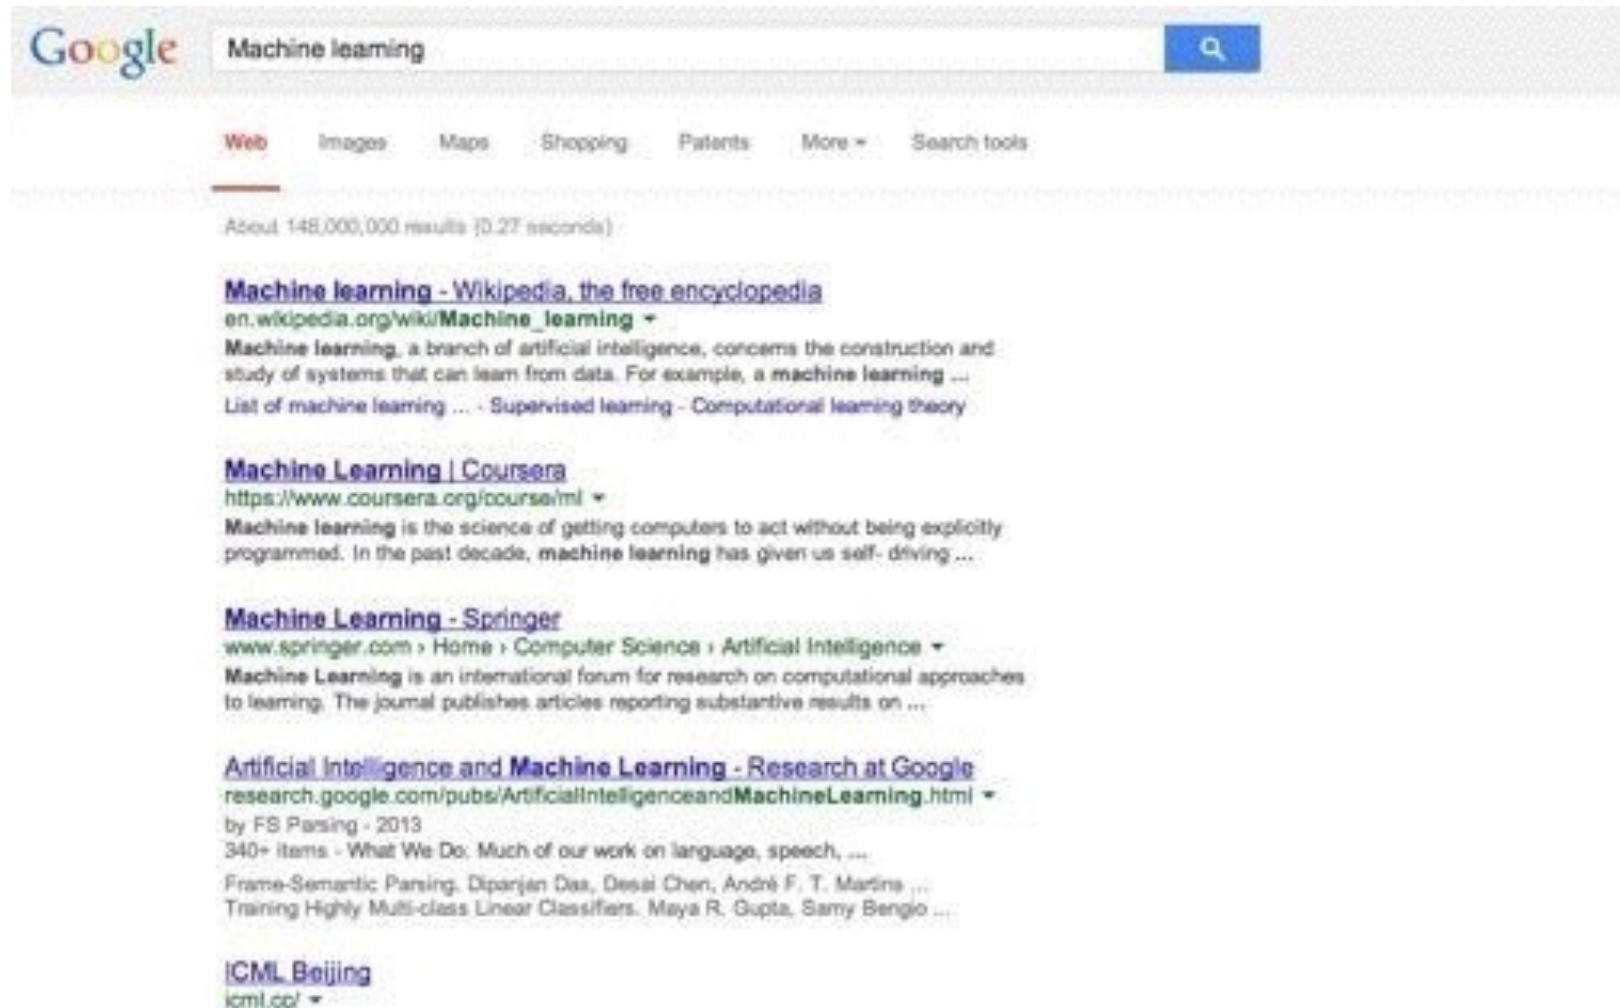 Google
Machine learning
Web Images Maps Shopping Patents More Search tools
About 148,000,000 results (0.27 seconds)
Machine learning - Wikipedia, the free encyclopedia
en.wikipedia.org/wiki/Machine_learning
Machine learning, a branch of artificial intelligence, concerns the construction and
study of systems that can learn from data. For example, a machine learning ...
List of machine learning ... - Supervised learning - Computational learning theory
Machine Learning | Coursera
https://www.coursera.org/course/ml
Machine learning is the science of getting computers to act without being explicitly
programmed. In the past decade, machine learning has given us self- driving ...
Machine Learning - Springer
www.springer.com › Home › Computer Science › Artificial Intelligence
Machine Learning is an international forum for research on computational approaches
to learning. The journal publishes articles reporting substantive results on ...
Artificial Intelligence and Machine Learning - Research at Google
research.google.com/pubs/ArtificialIntelligenceandMachineLearning.html
by FS Parsing - 2013
340+ items - What We Do. Much of our work on language, speech, ...
Frame-Semantic Parsing. Dipanjan Das, Desai Chen, André F. T. Martins ...
Training Highly Multi-class Linear Classifiers. Maya R. Gupta, Samy Bengio ...
ICML Beijing
icml.cc/